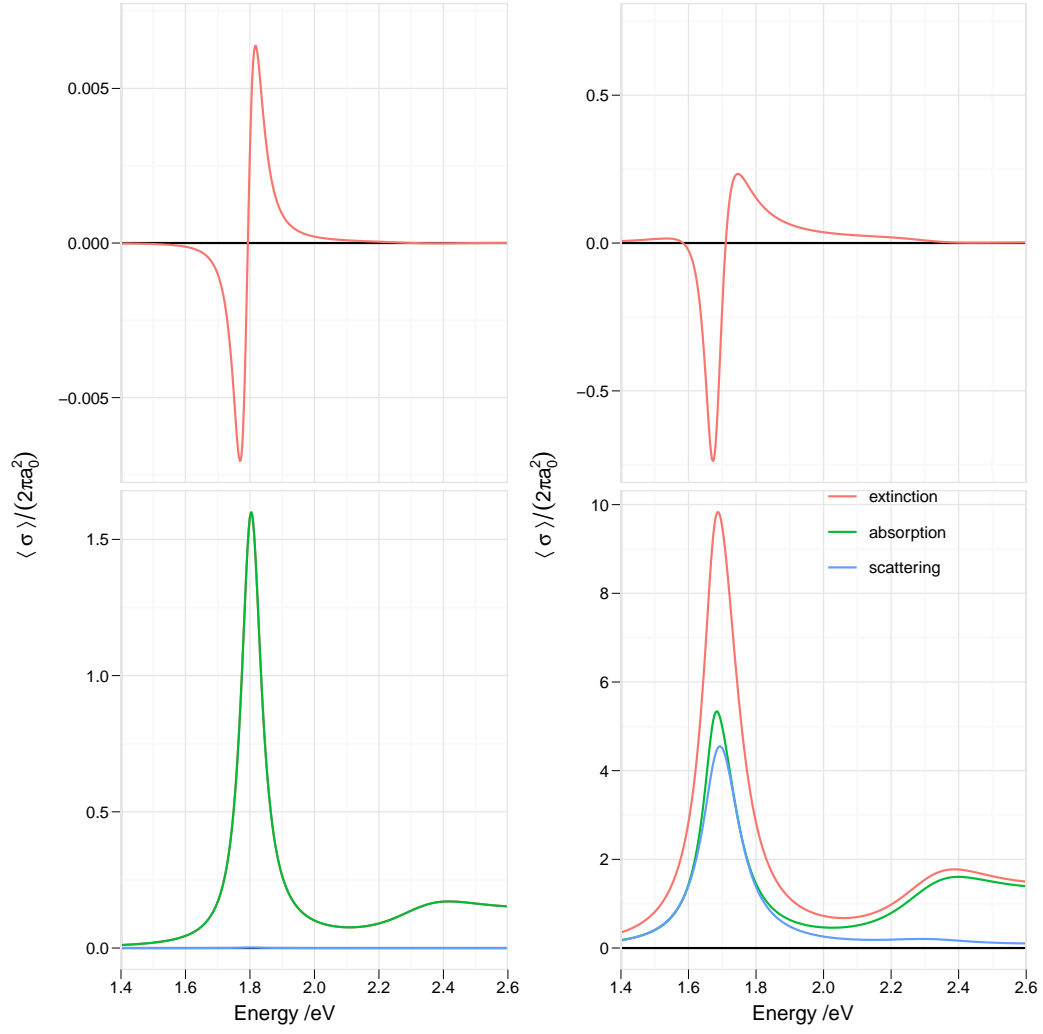 0.005
0.000
−0.005
0.5
0.0
−0.5
⟨ σ ⟩/(2πa₀²)
1.5
1.0
0.5
0.0
1.4 1.6 1.8 2.0 2.2 2.4 2.6
Energy /eV
⟨ σ ⟩/(2πa₀²)
10
8
6
4
2
0
extinction
absorption
scattering
1.4 1.6 1.8 2.0 2.2 2.4 2.6
Energy /eV